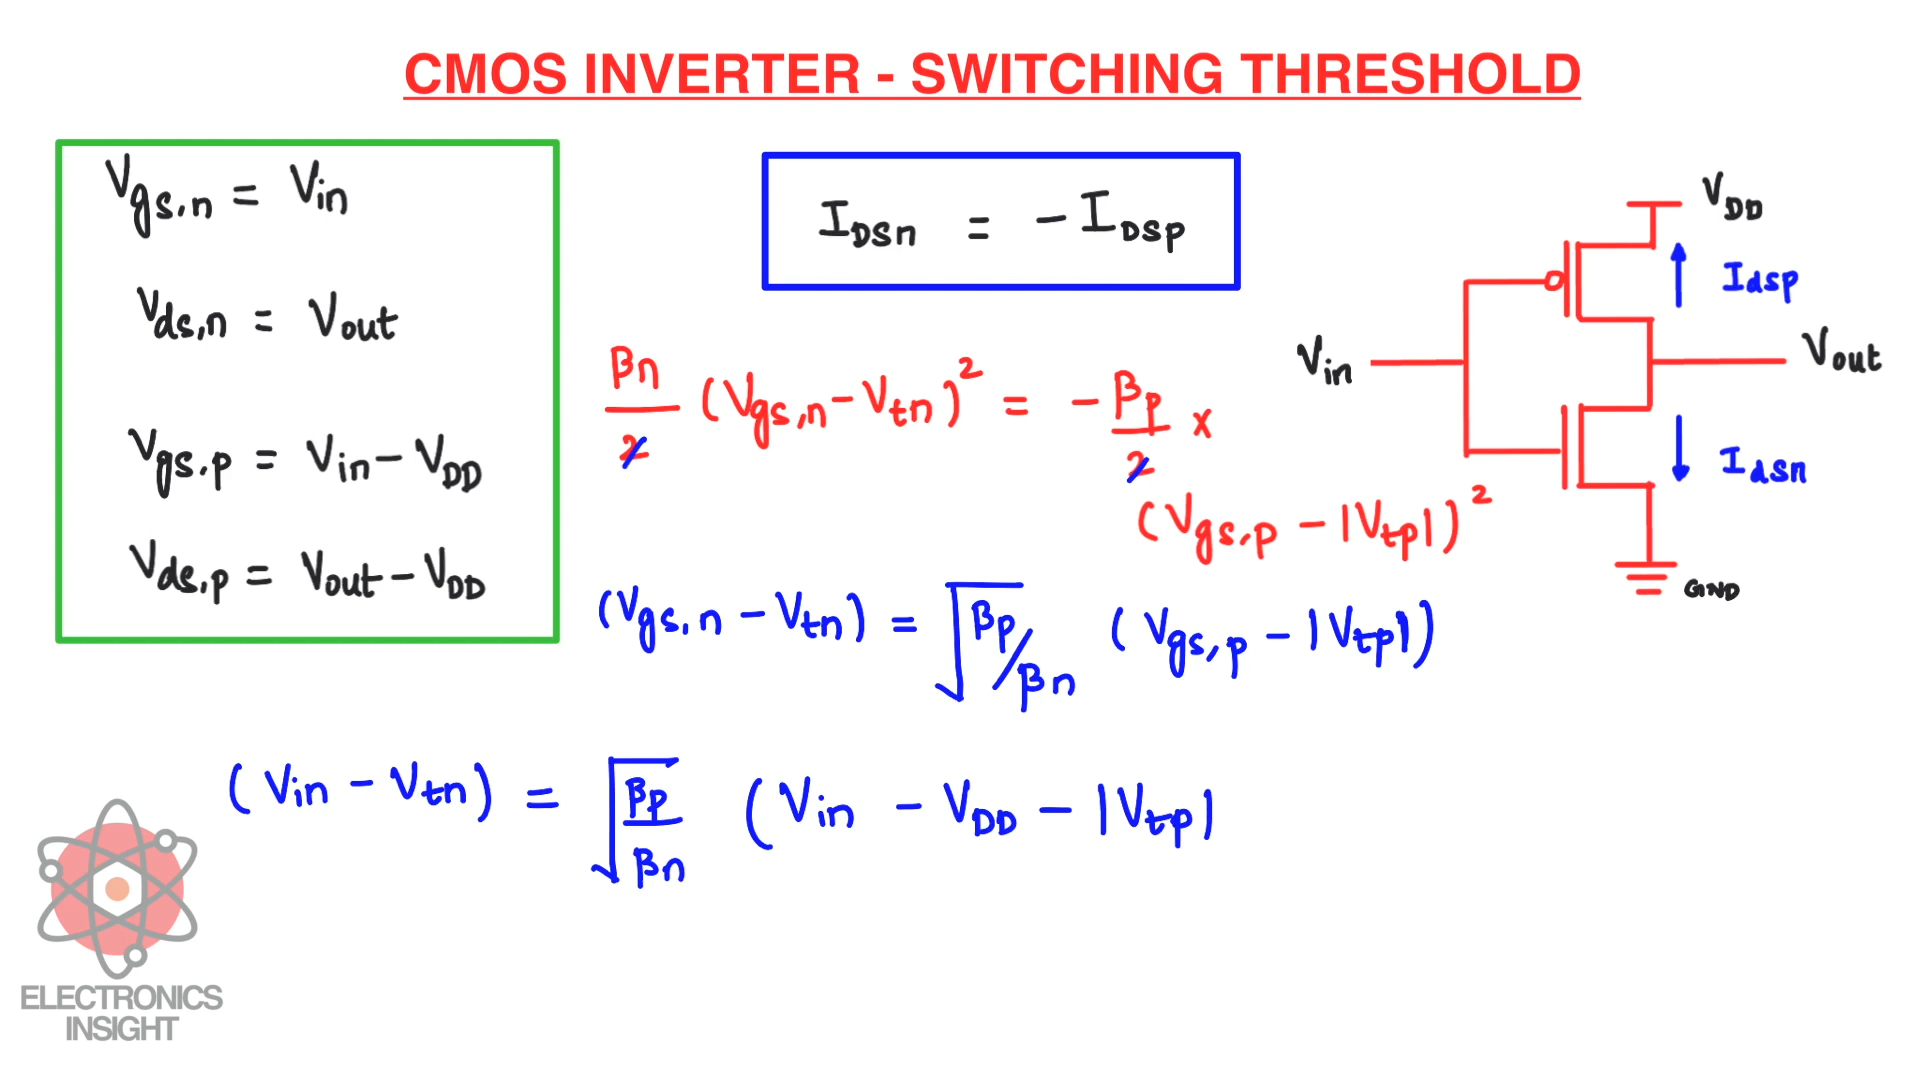 CMOS INVERTER - SWITCHING THRESHOLD
Vgs,n = Vin
Vds,n = Vout
Vgs,p = Vin - VDD
Vds,p = Vout - VDD
IDSn = - IDSp
βn/2 (Vgs,n - Vtn)² = - βp/2 x
(Vgs,p - |Vtp|)²
(Vgs,n - Vtn) = √βp/βn (Vgs,p - |Vtp|)
(Vin - Vtn) = √βp/βn (Vin - VDD - |Vtp|
VDD
Idsp
Vin
Vout
Idsn
GND
ELECTRONICS
INSIGHT